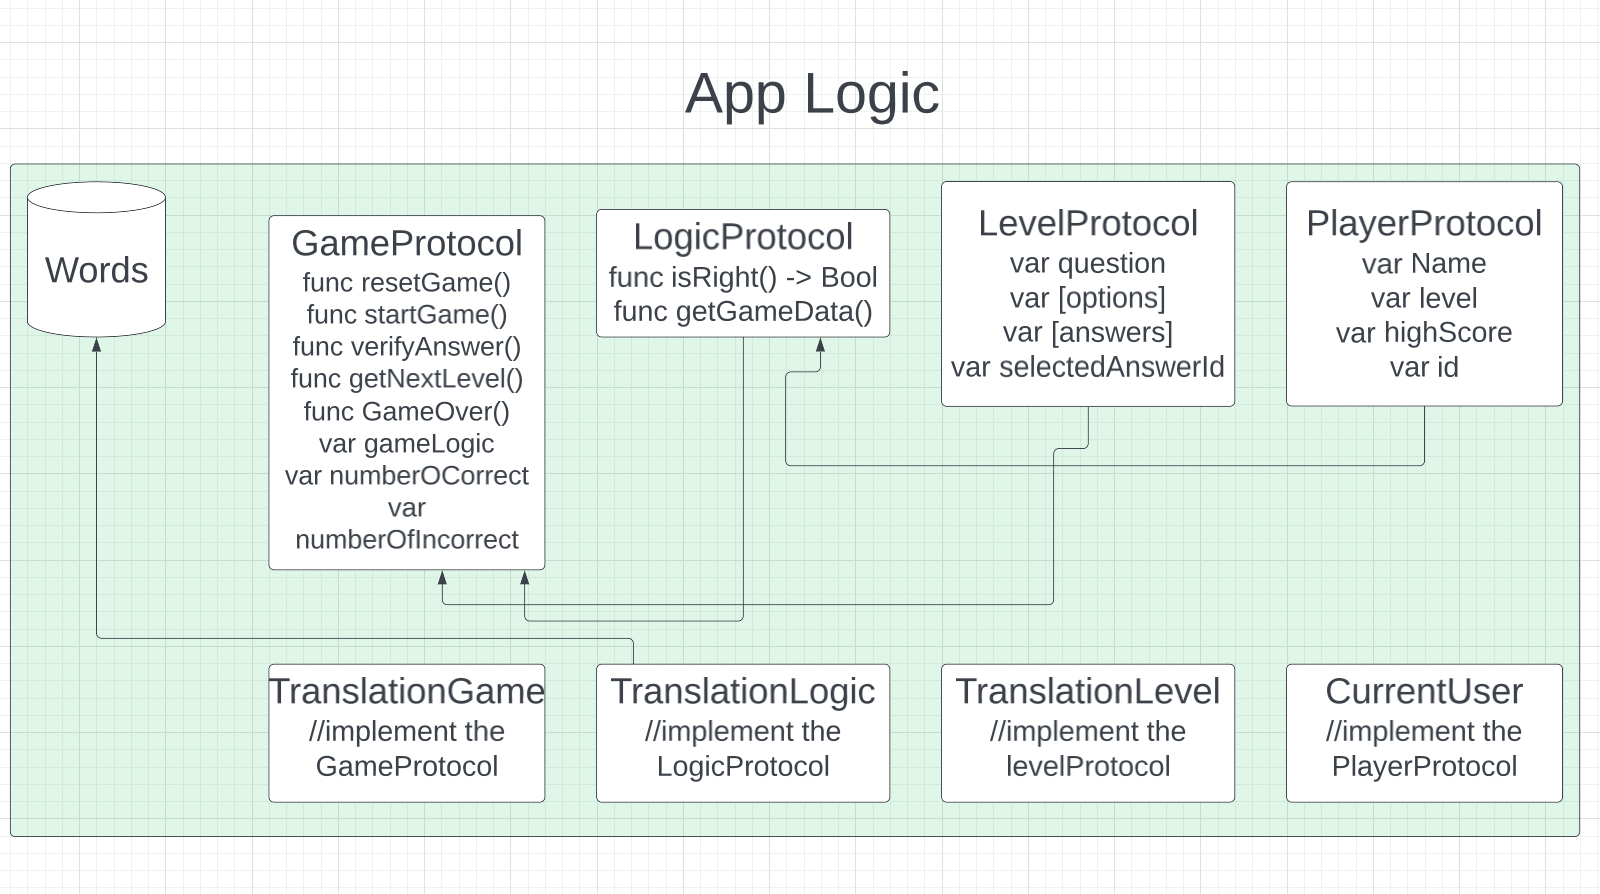 App Logic
Words
GameProtocol
func resetGame()
func startGame()
func verifyAnswer()
func getNextLevel()
func GameOver()
var gameLogic
var numberOCorrect
var
numberOfIncorrect
LogicProtocol
func isRight() -> Bool
func getGameData()
LevelProtocol
var question
var [options]
var [answers]
var selectedAnswerId
PlayerProtocol
var Name
var level
var highScore
var id
TranslationGame
//implement the
GameProtocol
TranslationLogic
//implement the
LogicProtocol
TranslationLevel
//implement the
levelProtocol
CurrentUser
//implement the
PlayerProtocol